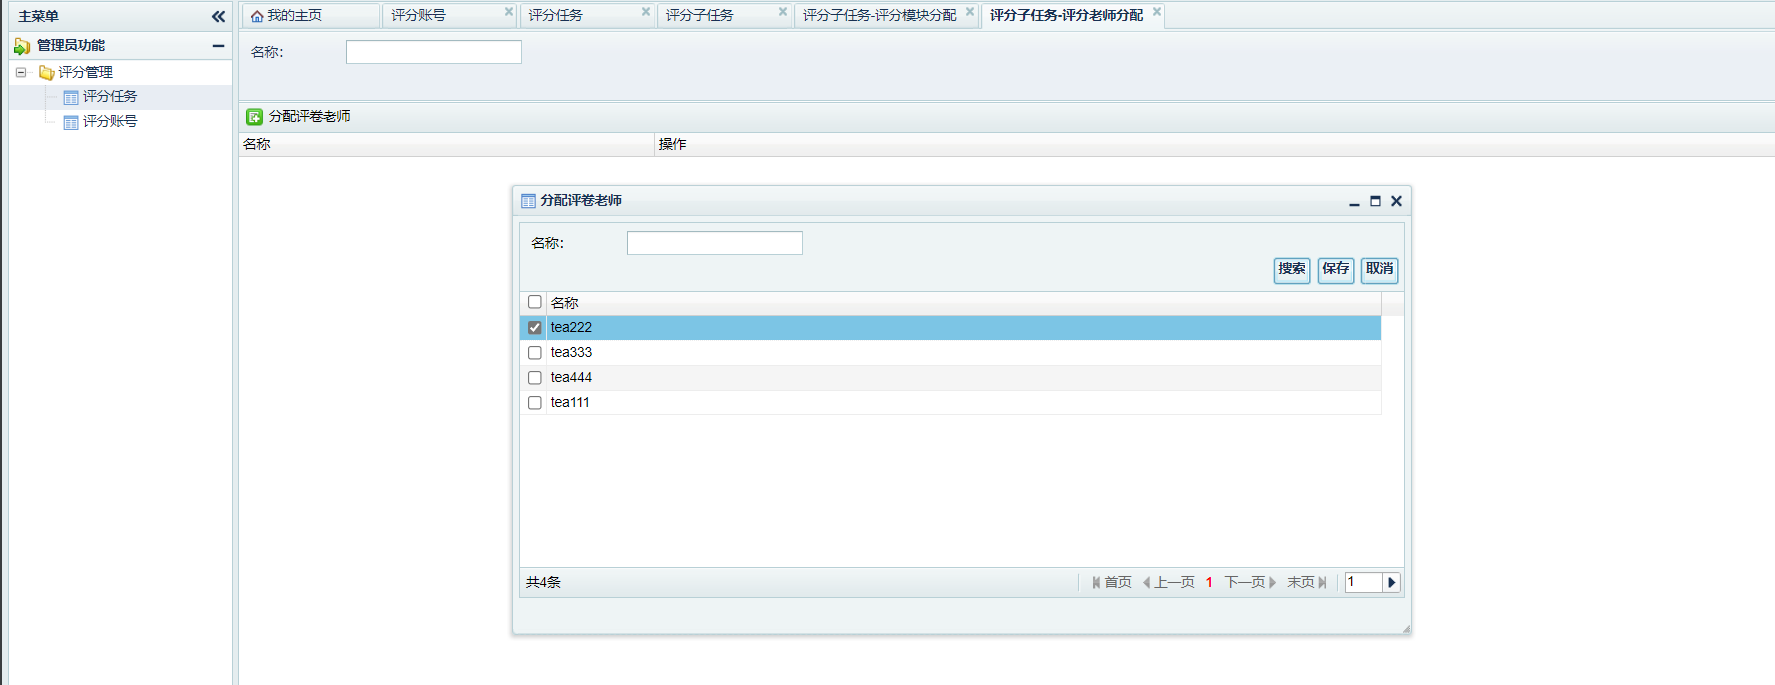 主菜单
管理员功能
评分管理
评分任务
评分账号
我的主页 评分账号 评分任务 评分子任务 评分子任务-评分模块分配 评分子任务-评分老师分配
名称:
分配评卷老师
名称 操作
分配评卷老师
名称:
搜索 保存 取消
名称
tea222
tea333
tea444
tea111
共4条 首页 上一页 1 下一页 末页 1